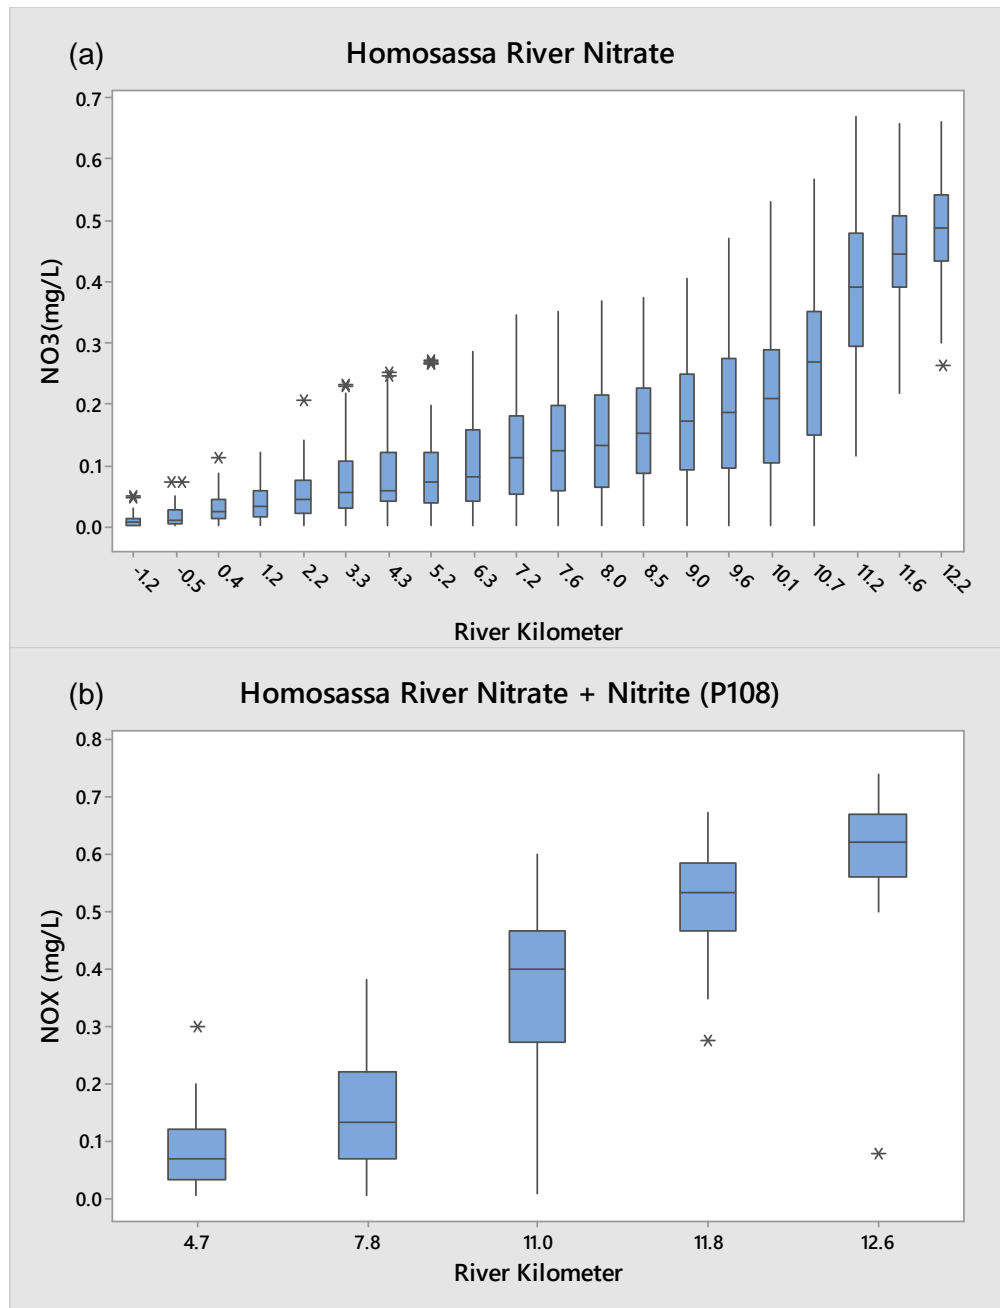 (a) Homosassa River Nitrate
0.7
0.6
0.5
0.4
0.3
0.2
0.1
0.0
NO3(mg/L)
-1.2 -0.5 0.4 1.2 2.2 3.3 4.3 5.2 6.3 7.2 7.6 8.0 8.5 9.0 9.6 10.1 10.7 11.2 11.6 12.2
River Kilometer
(b) Homosassa River Nitrate + Nitrite (P108)
0.8
0.7
0.6
0.5
0.4
0.3
0.2
0.1
0.0
NOX (mg/L)
4.7 7.8 11.0 11.8 12.6
River Kilometer